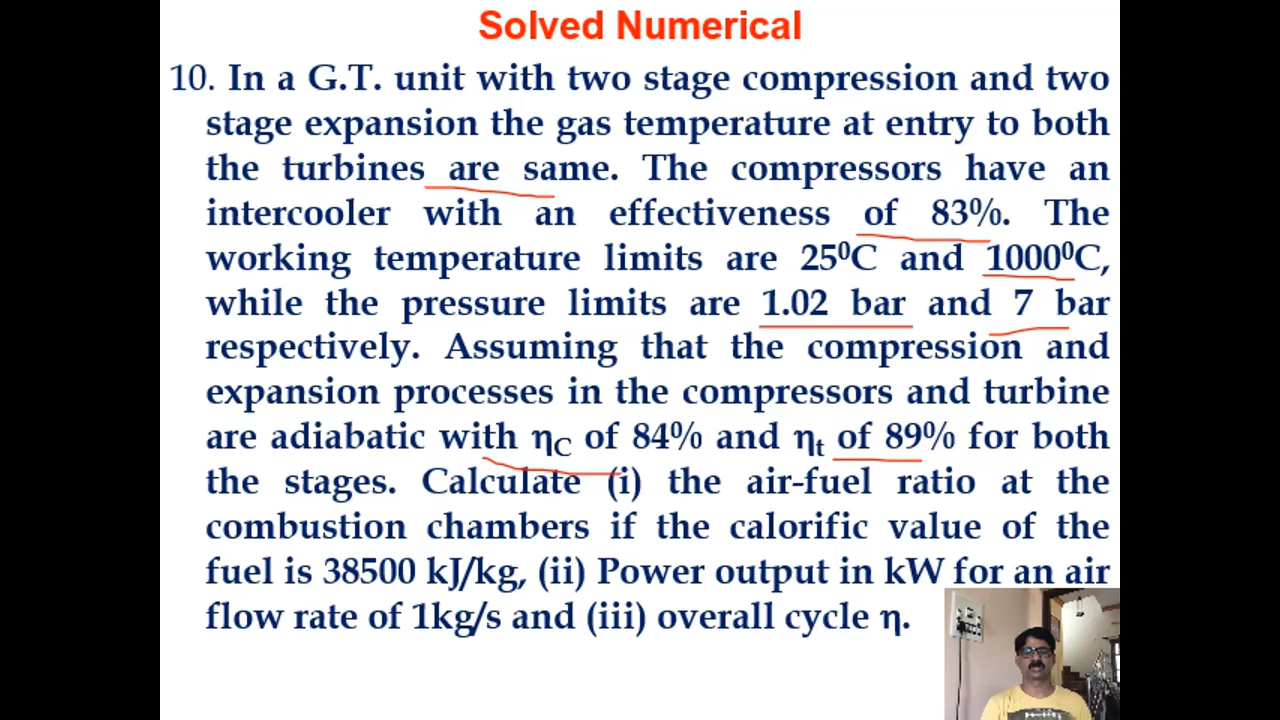 Solved Numerical
10. In a G.T. unit with two stage compression and two
stage expansion the gas temperature at entry to both
the turbines are same. The compressors have an
intercooler with an effectiveness of 83%. The
working temperature limits are 25⁰C and 1000⁰C,
while the pressure limits are 1.02 bar and 7 bar
respectively. Assuming that the compression and
expansion processes in the compressors and turbine
are adiabatic with ηC of 84% and ηt of 89% for both
the stages. Calculate (i) the air-fuel ratio at the
combustion chambers if the calorific value of the
fuel is 38500 kJ/kg, (ii) Power output in kW for an air
flow rate of 1kg/s and (iii) overall cycle η.